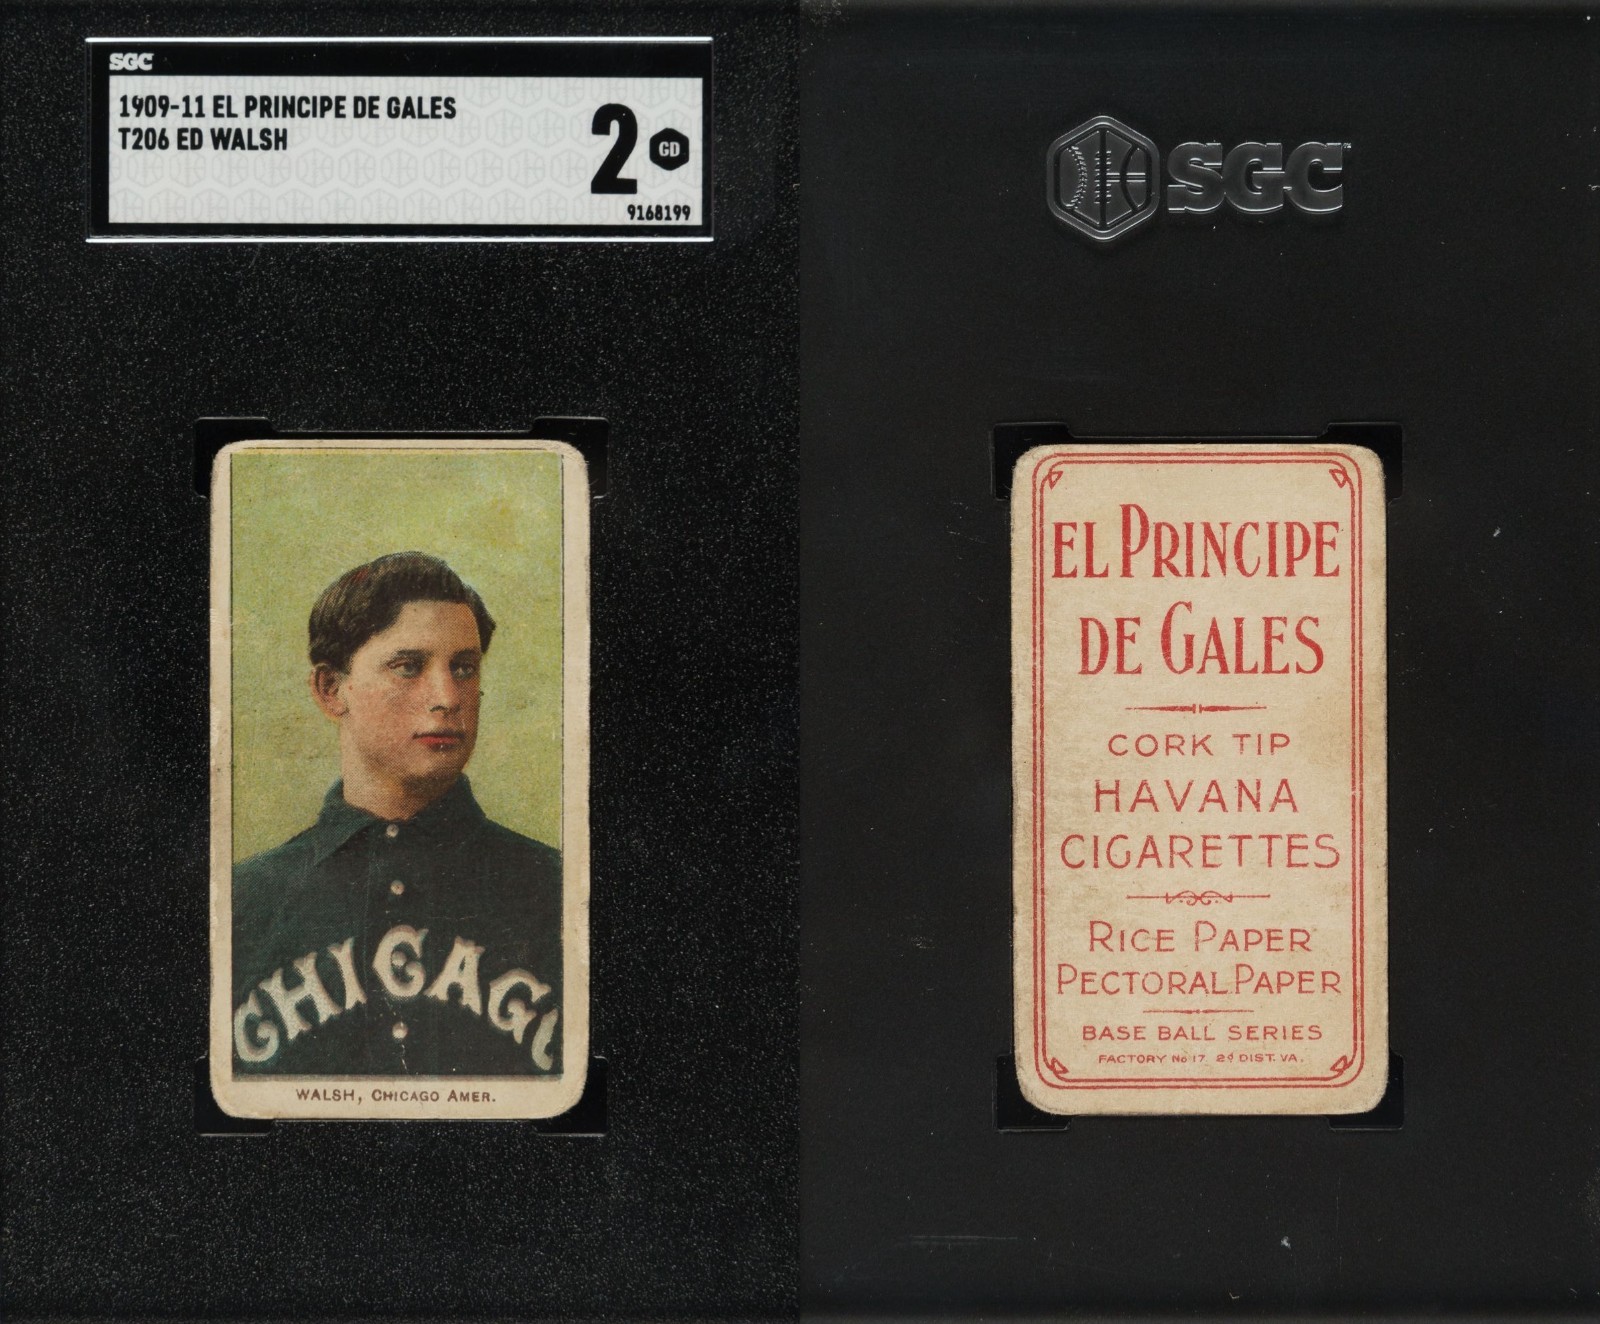 SGC
1909-11 EL PRINCIPE DE GALES
T206 ED WALSH
2 GD
9168199
CHICAGO
WALSH, CHICAGO AMER.
SGC
EL PRINCIPE
DE GALES
CORK TIP
HAVANA
CIGARETTES
RICE PAPER
PECTORAL PAPER
BASE BALL SERIES
FACTORY No 17. 2d DIST. VA.